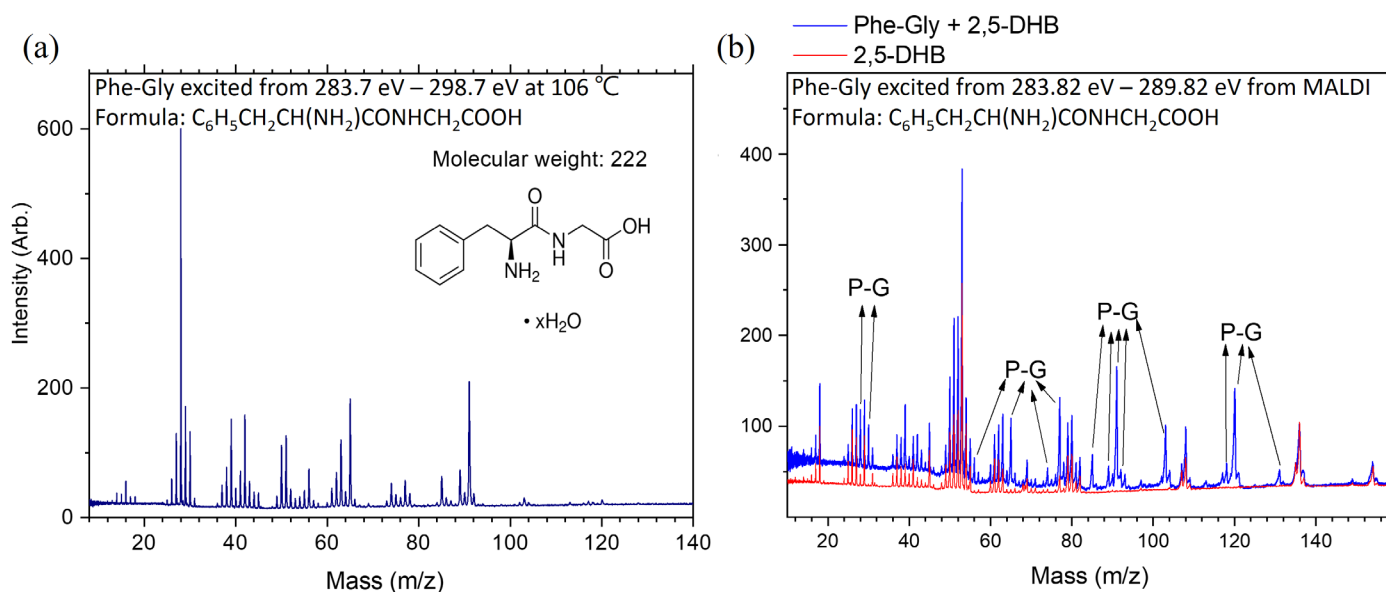 (a)
Phe-Gly excited from 283.7 eV – 298.7 eV at 106 °C
Formula: C₆H₅CH₂CH(NH₂)CONHCH₂COOH
Molecular weight: 222
O
OH
N
H
NH₂
O
• xH₂O
Intensity (Arb.)
600
400
200
0
20
40
60
80
100
120
140
Mass (m/z)
(b)
Phe-Gly + 2,5-DHB
2,5-DHB
Phe-Gly excited from 283.82 eV – 289.82 eV from MALDI
Formula: C₆H₅CH₂CH(NH₂)CONHCH₂COOH
400
300
200
100
P-G
P-G
P-G
P-G
20
40
60
80
100
120
140
Mass (m/z)